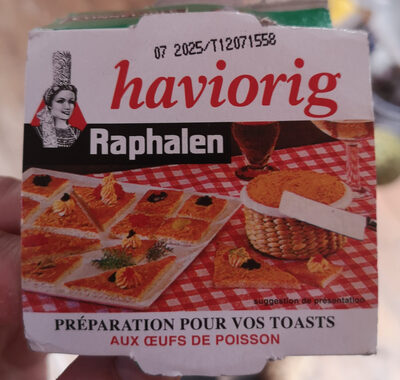 07 2025/T12071558
haviorig
Raphalen
suggestion de présentation
PRÉPARATION POUR VOS TOASTS
AUX ŒUFS DE POISSON